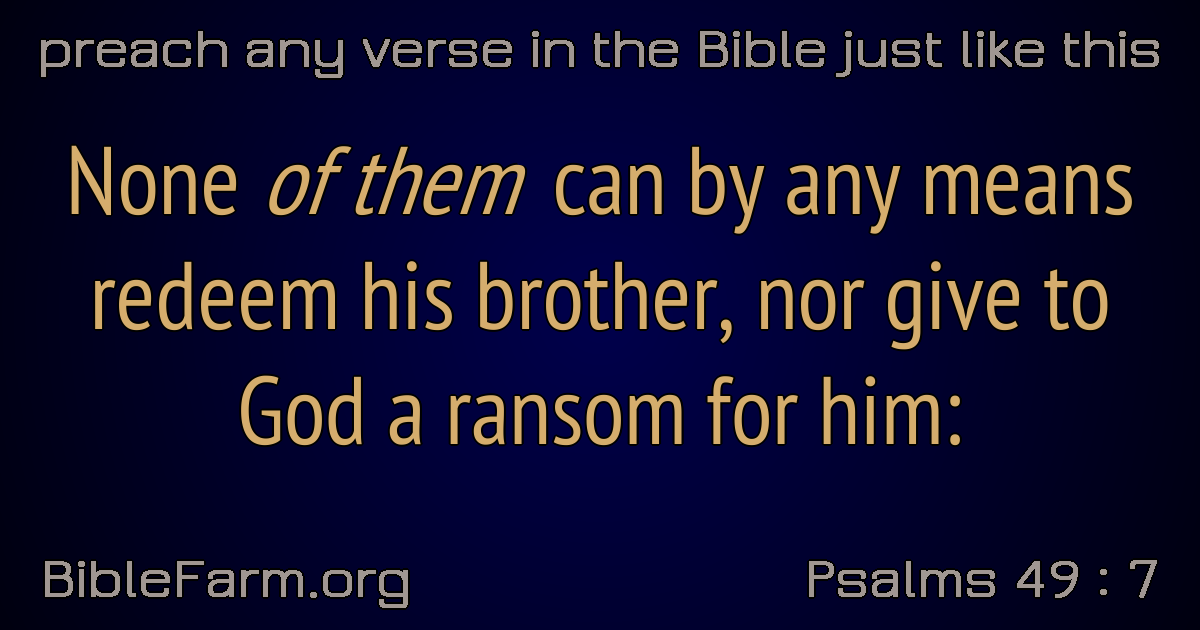 preach any verse in the Bible just like this
None of them can by any means
redeem his brother, nor give to
God a ransom for him:
BibleFarm.org
Psalms 49 : 7